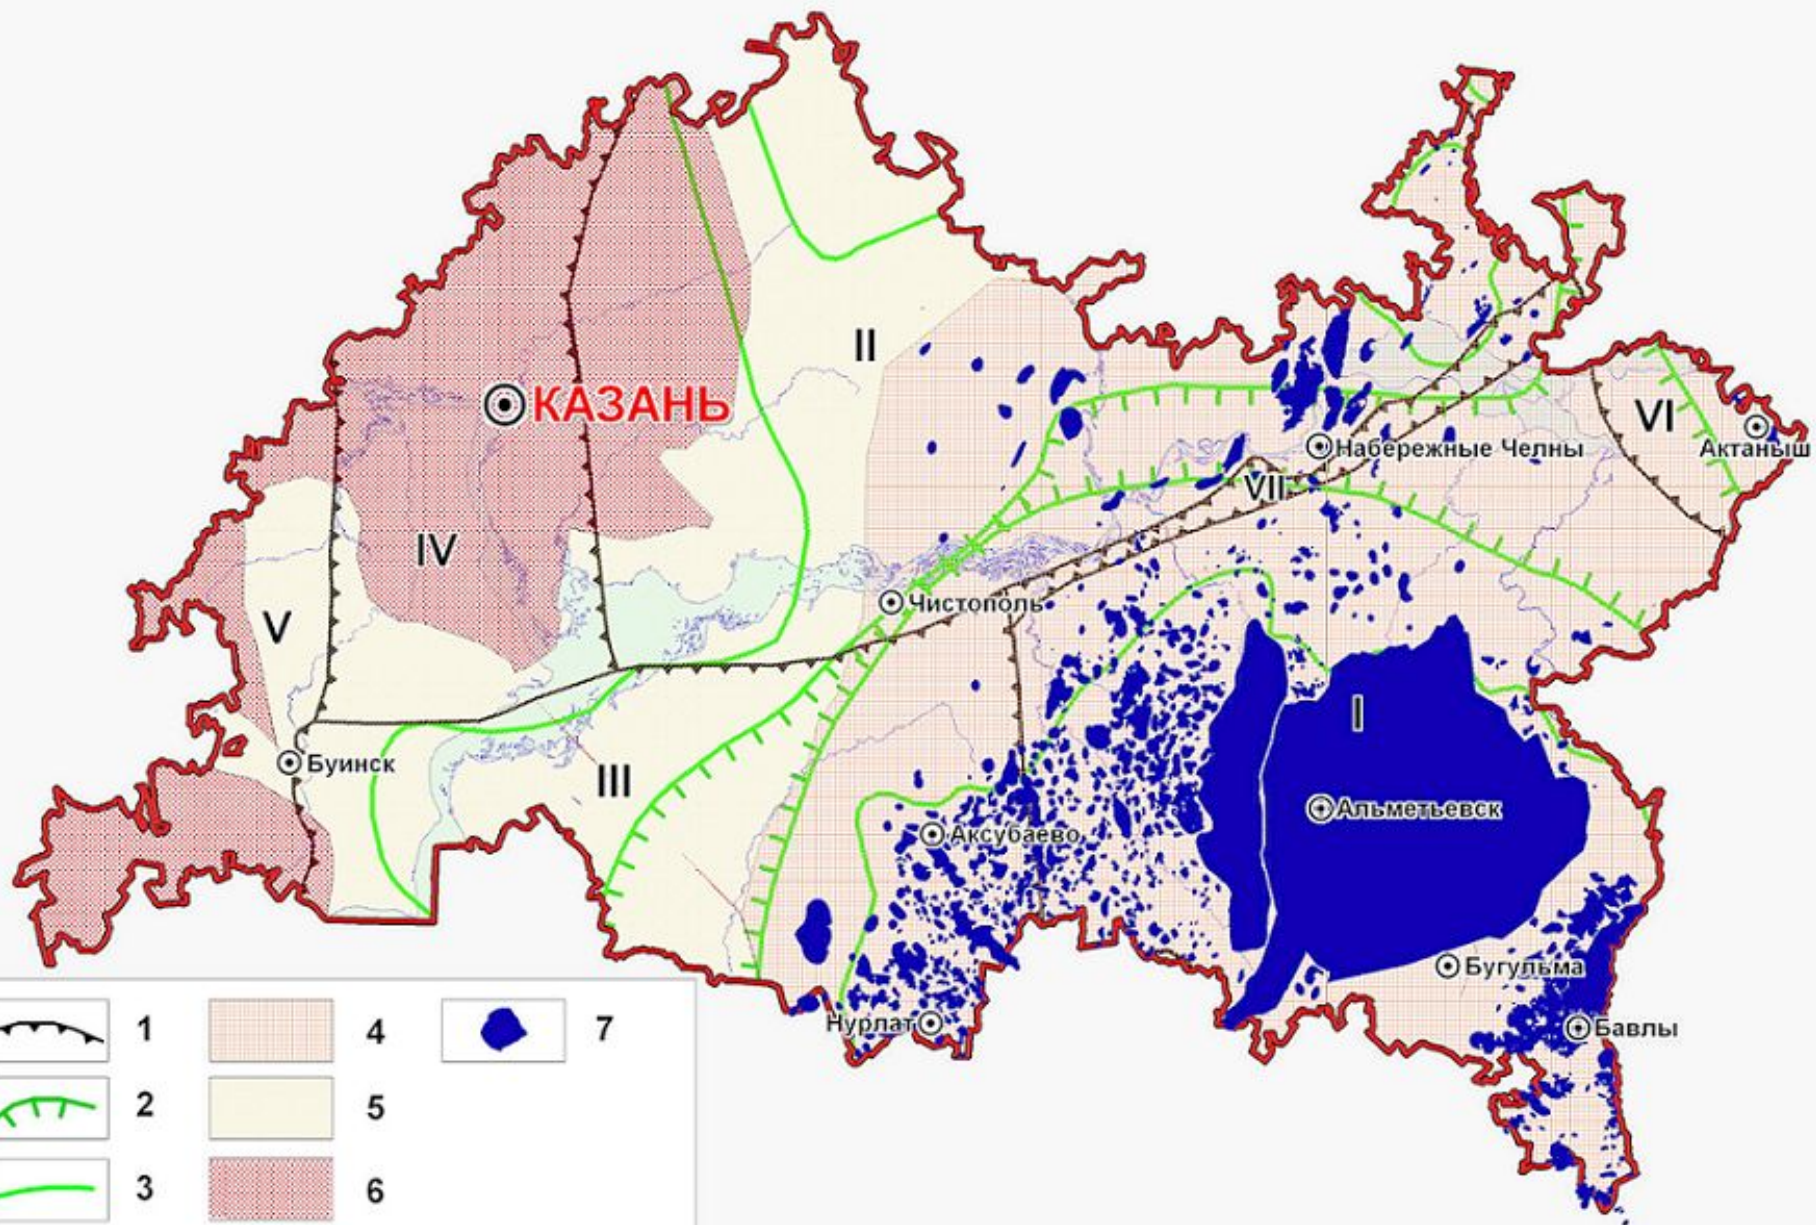 II
КАЗАНЬ
VI
Актаныш
Набережные Челны
VII
IV
Чистополь
V
I
Буинск
III
Альметьевск
Аксубаево
Бугульма
Нурлат
Бавлы
1
4
7
2
5
3
6